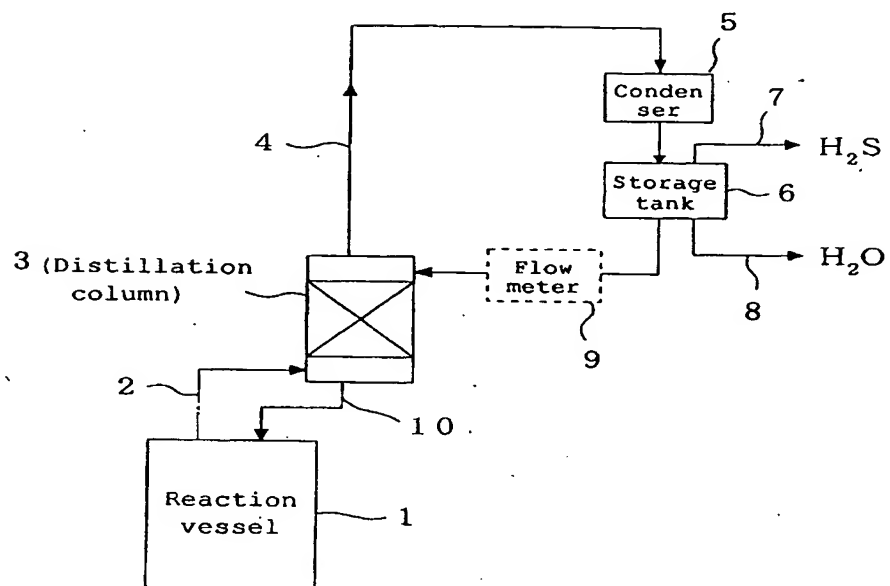 5
Conden
ser
7
H₂S
4
Storage
tank
6
3 (Distillation
column)
Flow
meter
H₂O
8
9
2
10
Reaction
vessel
1